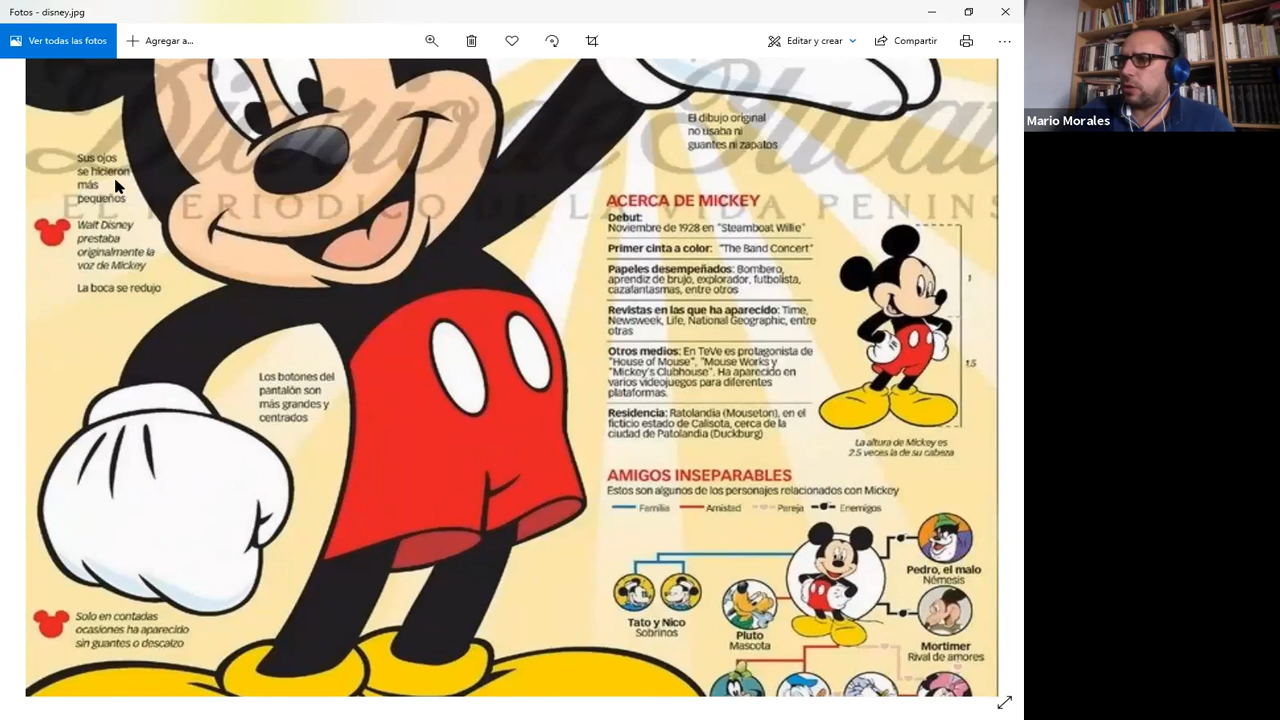 Fotos - disney.jpg
Ver todas las fotos
Agregar a...
Editar y crear
Compartir
Mario Morales
Diario de Yuca
EL PERIODICO DE LA VIDA PENINS
El dibujo original
no usaba ni
guantes ni zapatos
Sus ojos
se hicieron
más
pequeños
Walt Disney
prestaba
originalmente la
voz de Mickey
La boca se redujo
Los botones del
pantalón son
más grandes y
centrados
Solo en contadas
ocasiones ha aparecido
sin guantes o descalzo
ACERCA DE MICKEY
Debut:
Noviembre de 1928 en "Steamboat Willie"
Primer cinta a color: "The Band Concert"
Papeles desempeñados: Bombero,
aprendiz de brujo, explorador, futbolista,
cazafantasmas, entre otros
Revistas en las que ha aparecido: Time,
Newsweek, Life, National Geographic, entre
otras
Otros medios: En TeVe es protagonista de
"House of Mouse", "Mouse Works y
"Mickey's Clubhouse". Ha aparecido en
varios videojuegos para diferentes
plataformas.
Residencia: Ratolandia (Mouseton), en el
ficticio estado de Calisota, cerca de la
ciudad de Patolandia (Duckburg)
1
1.5
La altura de Mickey es
2.5 veces la de su cabeza
AMIGOS INSEPARABLES
Estos son algunos de los personajes relacionados con Mickey
Familia Amistad Pareja Enemigos
Tato y Nico
Sobrinos
Pluto
Mascota
Pedro, el malo
Némesis
Mortimer
Rival de amores